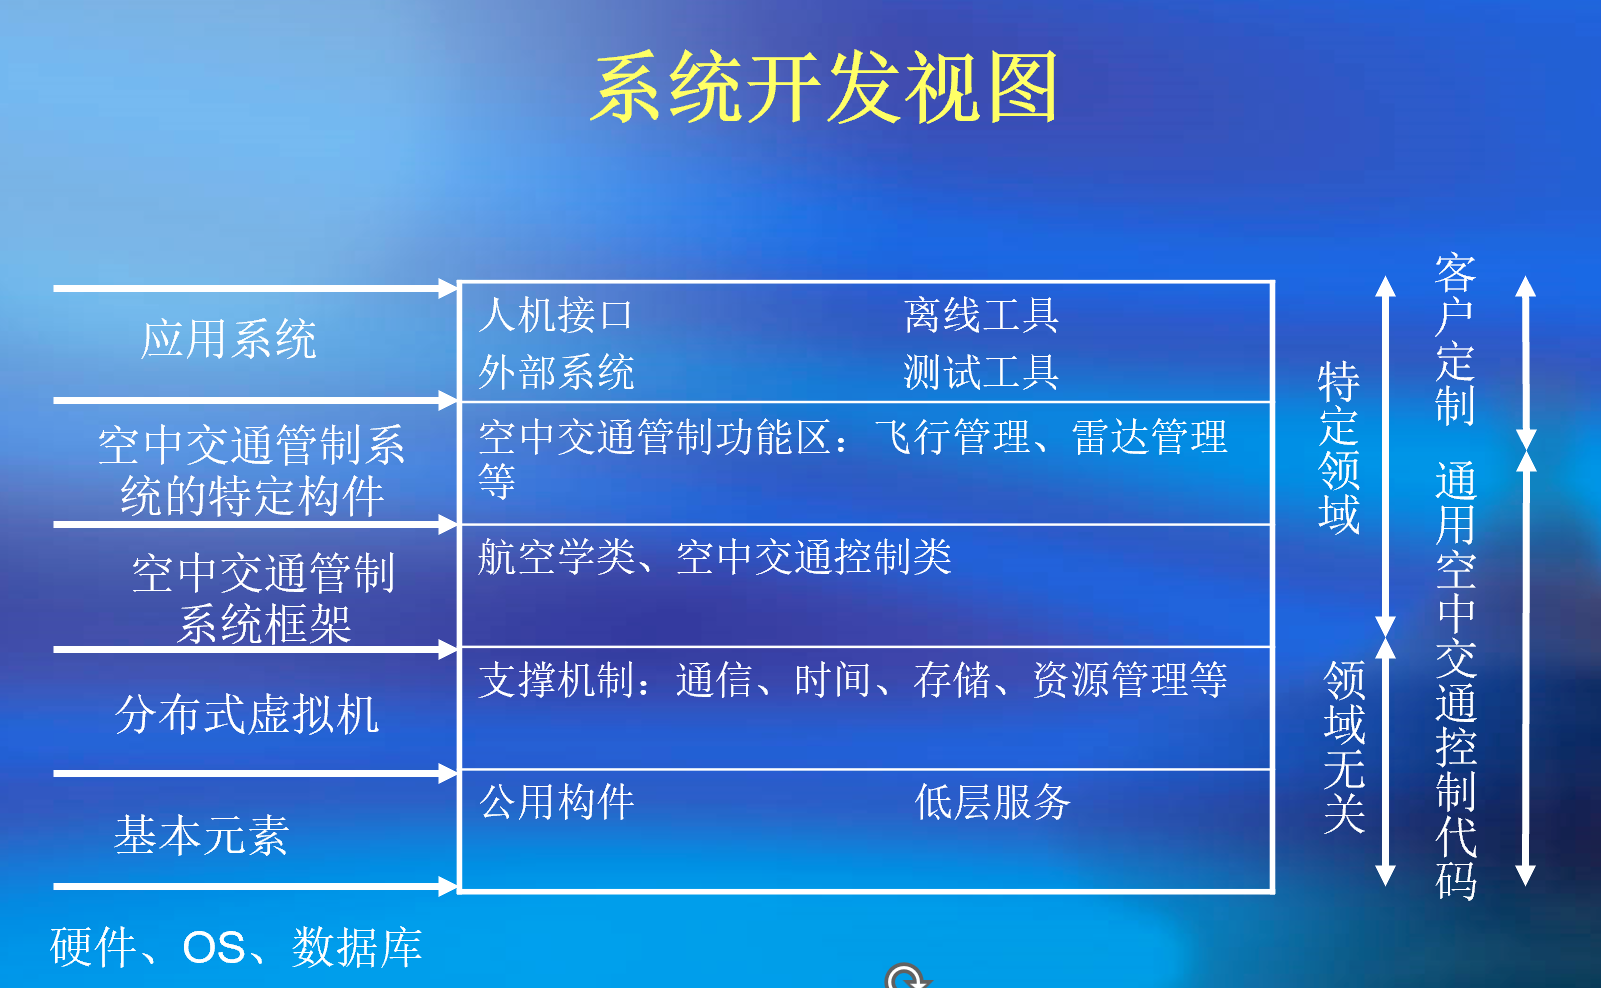 系统开发视图
应用系统
人机接口 离线工具
外部系统 测试工具
空中交通管制系
统的特定构件
空中交通管制功能区：飞行管理、雷达管理
等
空中交通管制
系统框架
航空学类、空中交通控制类
分布式虚拟机
支撑机制：通信、时间、存储、资源管理等
基本元素
公用构件 低层服务
硬件、OS、数据库
特定领域
领域无关
客户定制
通用空中交通控制代码